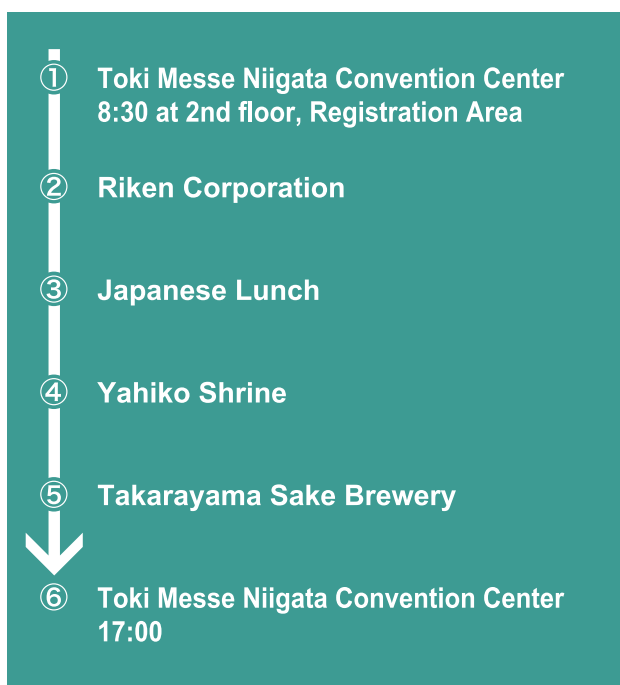 ① Toki Messe Niigata Convention Center
8:30 at 2nd floor, Registration Area
② Riken Corporation
③ Japanese Lunch
④ Yahiko Shrine
⑤ Takarayama Sake Brewery
⑥ Toki Messe Niigata Convention Center
17:00